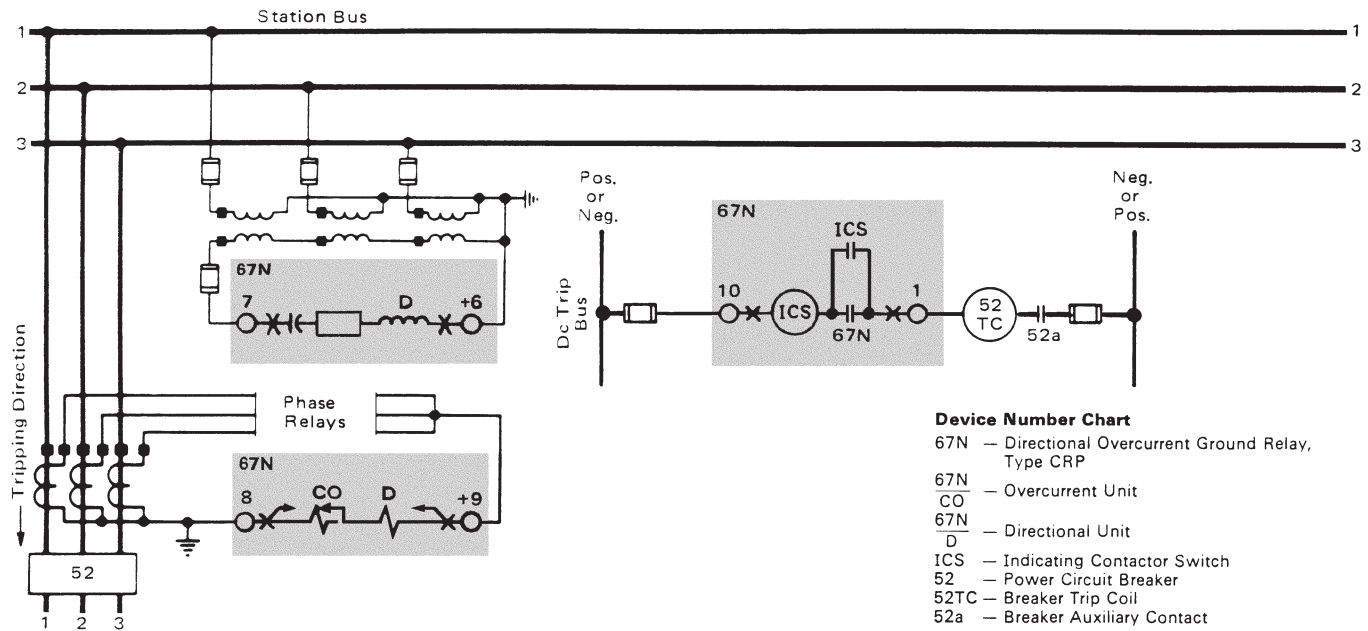 Station Bus
1 1
2 2
3 3
Pos.
or
Neg.
Neg.
or
Pos.
67N
ICS
10 1
ICS
67N
52
TC
52a
Dc Trip
Bus
67N
7 D +6
Tripping Direction
Phase
Relays
67N
8 CO D +9
52
1 2 3
Device Number Chart
67N — Directional Overcurrent Ground Relay,
Type CRP
67N
CO — Overcurrent Unit
67N
D — Directional Unit
ICS — Indicating Contactor Switch
52 — Power Circuit Breaker
52TC — Breaker Trip Coil
52a — Breaker Auxiliary Contact